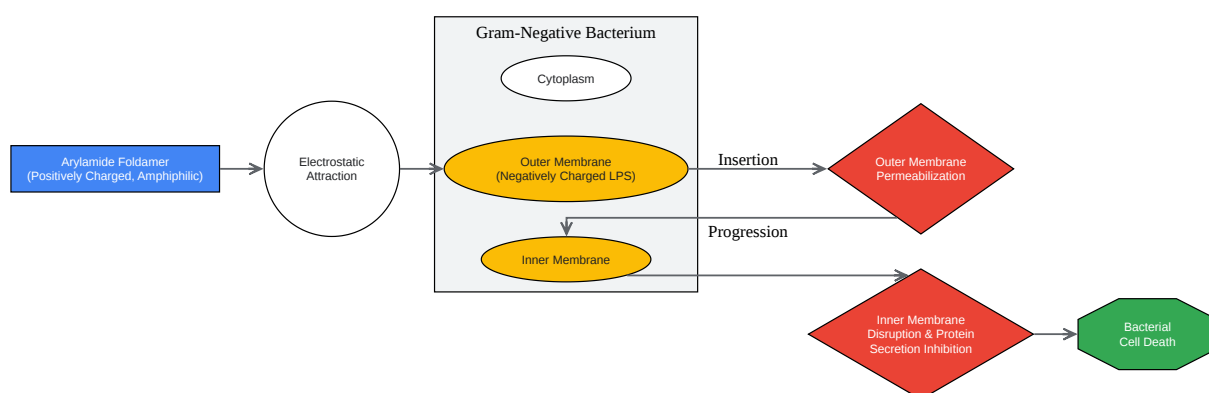 Gram-Negative Bacterium
Cytoplasm
Arylamide Foldamer
(Positively Charged, Amphiphilic)
Electrostatic
Attraction
Outer Membrane
(Negatively Charged LPS)
Insertion
Outer Membrane
Permeabilization
Progression
Inner Membrane
Inner Membrane
Disruption & Protein
Secretion Inhibition
Bacterial
Cell Death